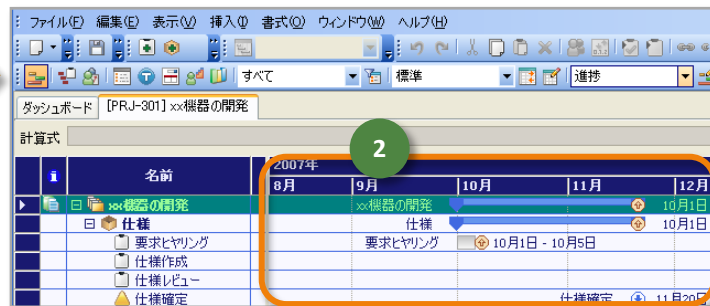 ファイル(F) 編集(E) 表示(V) 挿入(I) 書式(O) ウィンドウ(W) ヘルプ(H)
すべて 標準 進捗
ダッシュボード [PRJ-301] xx機器の開発
計算式
2
名前 2007年
8月 9月 10月 11月 12月
xx機器の開発 xx機器の開発 10月1日
仕様 仕様 10月1日
要求ヒヤリング 要求ヒヤリング 10月1日 - 10月5日
仕様作成
仕様レビュー
仕様確定 仕様確定 11月20日